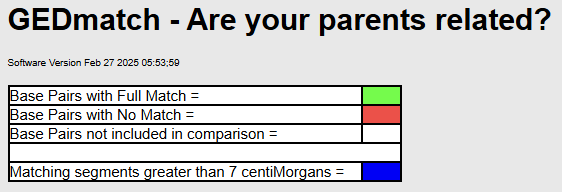 GEDmatch - Are your parents related?
Software Version Feb 27 2025 05:53;59
Base Pairs with Full Match =
Base Pairs with No Match =
Base Pairs not included in comparison =
Matching segments greater than 7 centiMorgans =